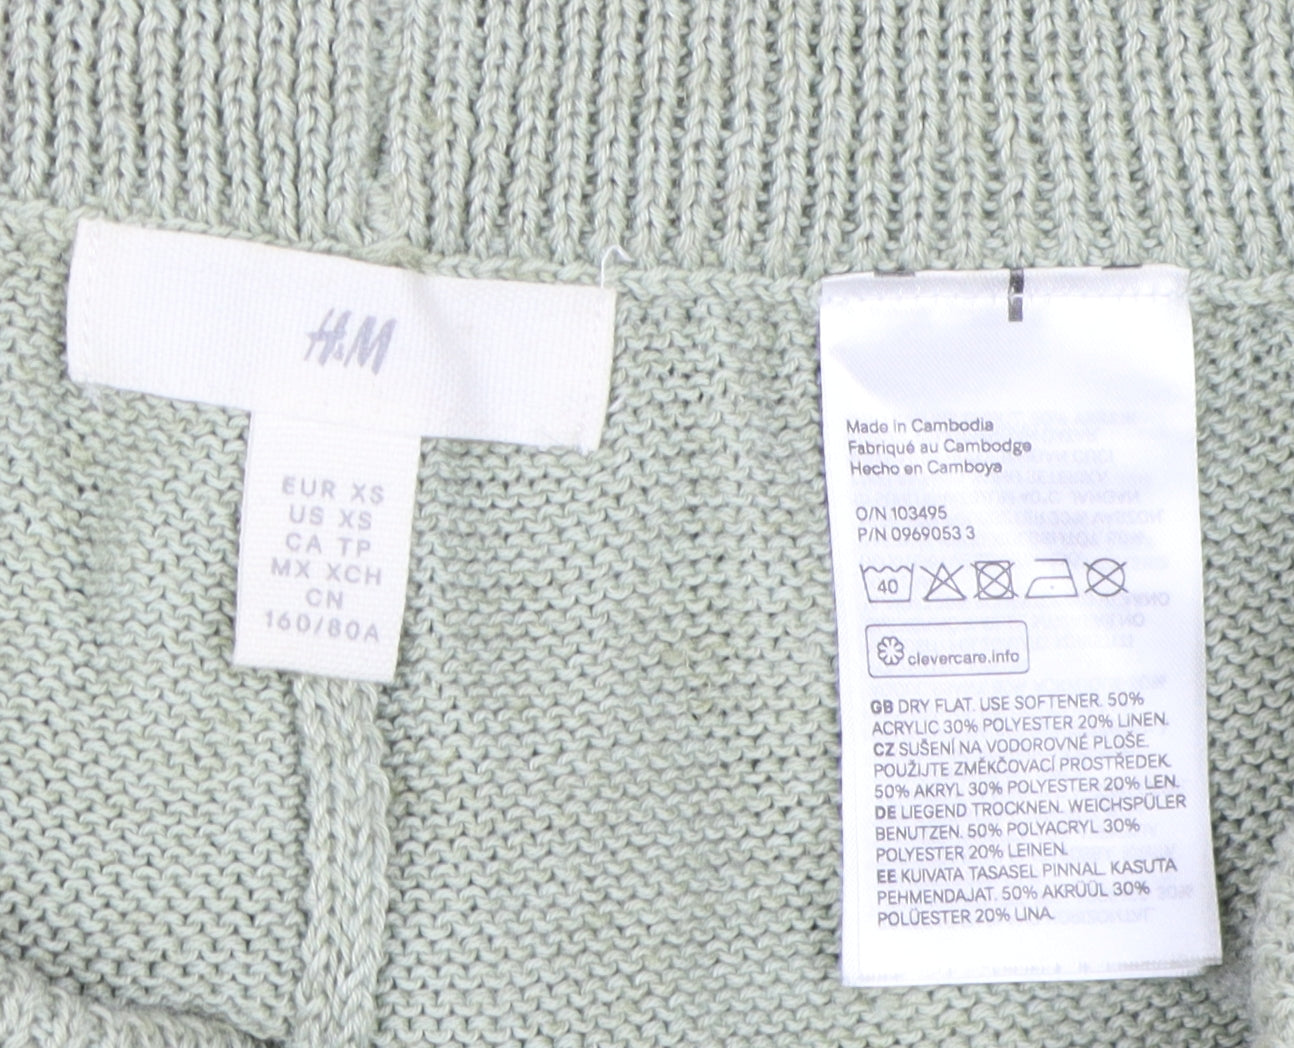 H&M
EUR XS
US XS
CA TP
MX XCH
CN
160/80A
Made in Cambodia
Fabriqué au Cambodge
Hecho en Camboya
O/N 103495
P/N 0969053 3
40
clevercare.info
GB DRY FLAT. USE SOFTENER. 50%
ACRYLIC 30% POLYESTER 20% LINEN.
CZ SUŠENÍ NA VODOROVNÉ PLOŠE.
POUŽIJTE ZMĚKČOVACÍ PROSTŘEDEK.
50% AKRYL 30% POLYESTER 20% LEN.
DE LIEGEND TROCKNEN. WEICHSPÜLER
BENUTZEN. 50% POLYACRYL 30%
POLYESTER 20% LEINEN.
EE KUIVATA TASASEL PINNAL. KASUTA
PEHMENDAJAT. 50% AKRÜÜL 30%
POLÜESTER 20% LINA.